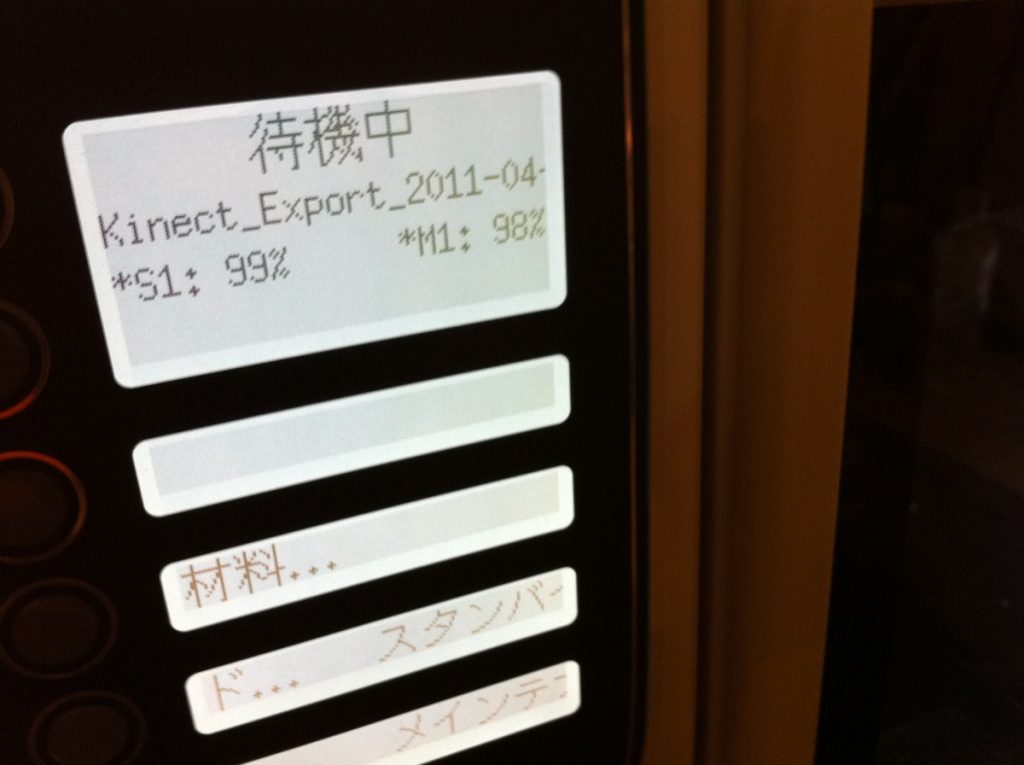 待機中
Kinect_Export_2011-04-
*S1: 99% *M1: 98%
材料...
スタンバー
ド...
メインテ